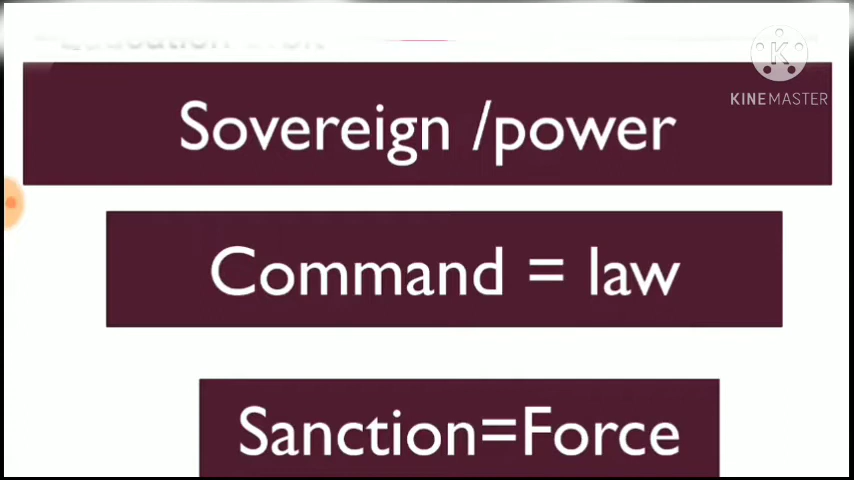 KINEMASTER
Sovereign /power
Command = law
Sanction=Force